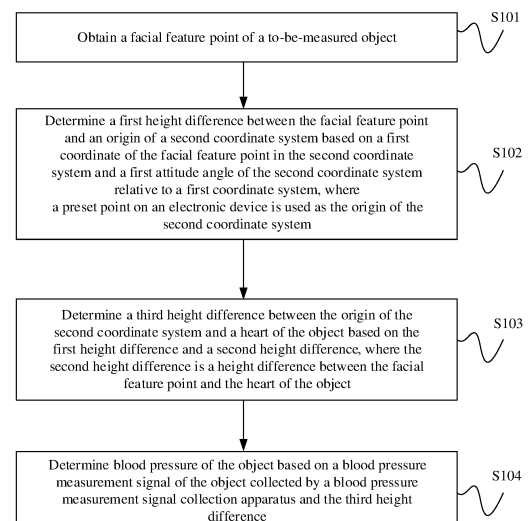 S101
Obtain a facial feature point of a to-be-measured object
Determine a first height difference between the facial feature point
and an origin of a second coordinate system based on a first
coordinate of the facial feature point in the second coordinate
system and a first attitude angle of the second coordinate system
relative to a first coordinate system, where
a preset point on an electronic device is used as the origin of the
second coordinate system
S102
Determine a third height difference between the origin of the
second coordinate system and a heart of the object based on the
first height difference and a second height difference, where the
second height difference is a height difference between the facial
feature point and the heart of the object
S103
Determine blood pressure of the object based on a blood pressure
measurement signal of the object collected by a blood pressure
measurement signal collection apparatus and the third height
difference
S104